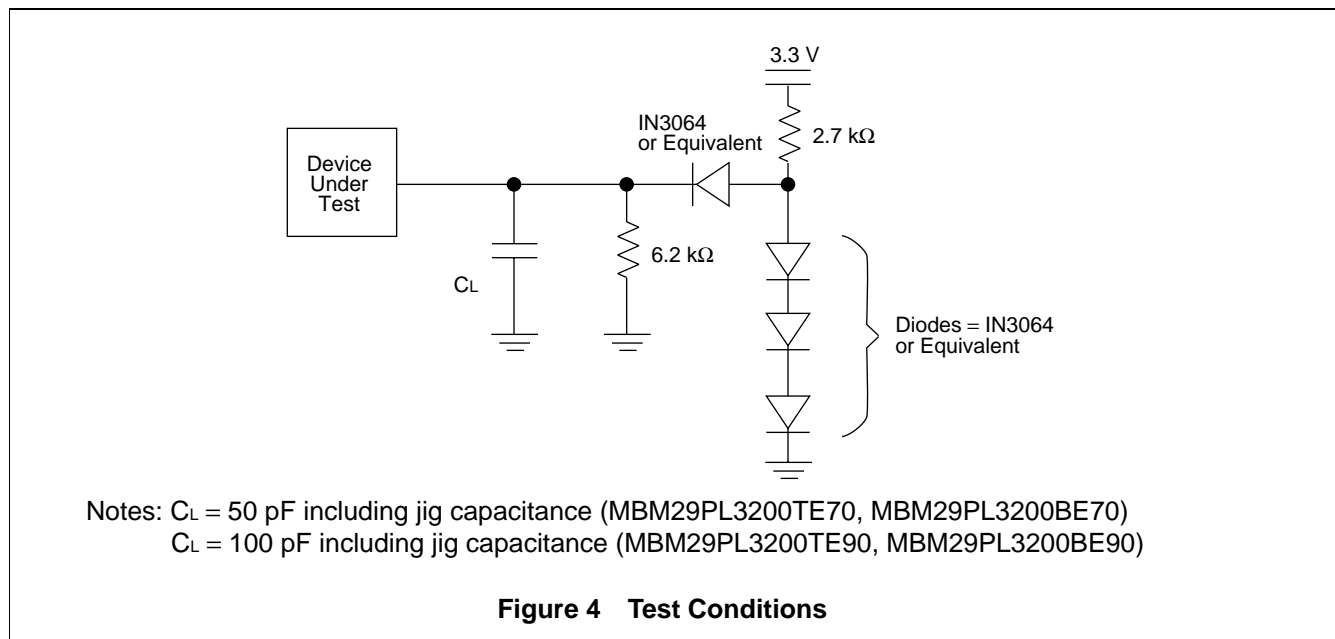 3.3 V
IN3064
or Equivalent
2.7 kΩ
Device
Under
Test
6.2 kΩ
CL
Diodes = IN3064
or Equivalent
Notes: CL = 50 pF including jig capacitance (MBM29PL3200TE70, MBM29PL3200BE70)
CL = 100 pF including jig capacitance (MBM29PL3200TE90, MBM29PL3200BE90)
Figure 4 Test Conditions